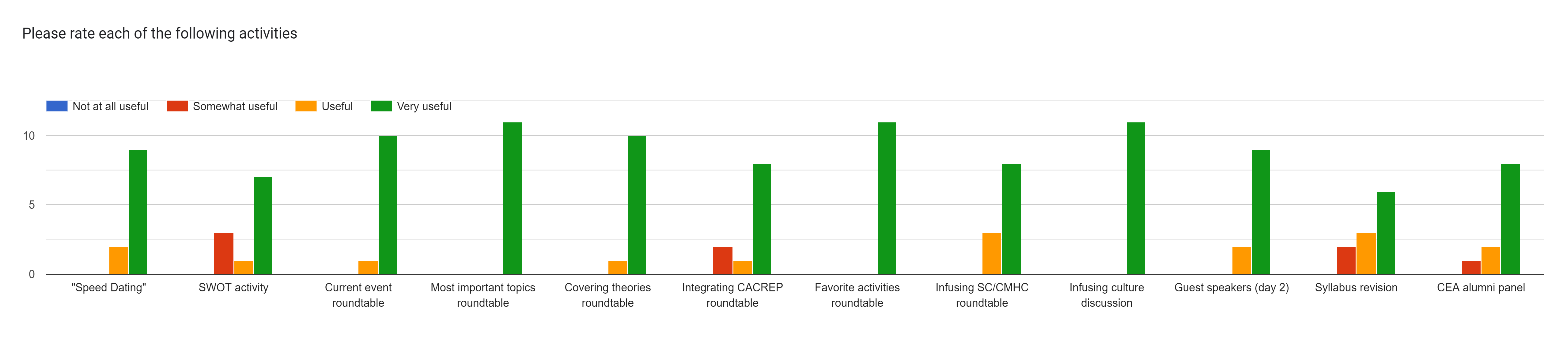 Please rate each of the following activities
Not at all useful
Somewhat useful
Useful
Very useful
10
5
0
"Speed Dating"
SWOT activity
Current event
roundtable
Most important topics
roundtable
Covering theories
roundtable
Integrating CACREP
roundtable
Favorite activities
roundtable
Infusing SC/CMHC
roundtable
Infusing culture
discussion
Guest speakers (day 2)
Syllabus revision
CEA alumni panel